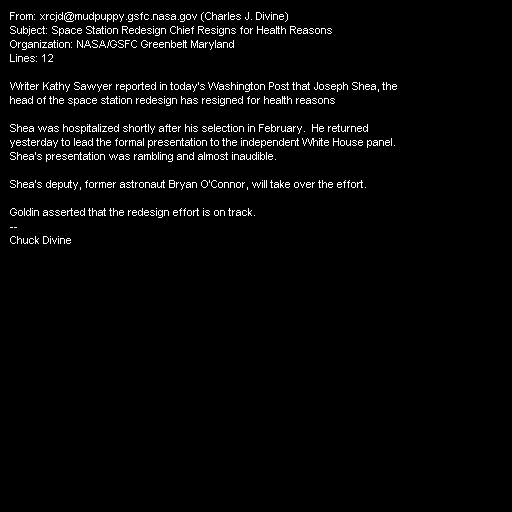 From: xrcjd@mudpuppy.gsfc.nasa.gov (Charles J. Divine)
Subject: Space Station Redesign Chief Resigns for Health Reasons
Organization: NASA/GSFC Greenbelt Maryland
Lines: 12

Writer Kathy Sawyer reported in today's Washington Post that Joseph Shea, the
head of the space station redesign has resigned for health reasons

Shea was hospitalized shortly after his selection in February.  He returned
yesterday to lead the formal presentation to the independent White House panel.
Shea's presentation was rambling and almost inaudible.

Shea's deputy, former astronaut Bryan O'Connor, will take over the effort.

Goldin asserted that the redesign effort is on track.
--
Chuck Divine